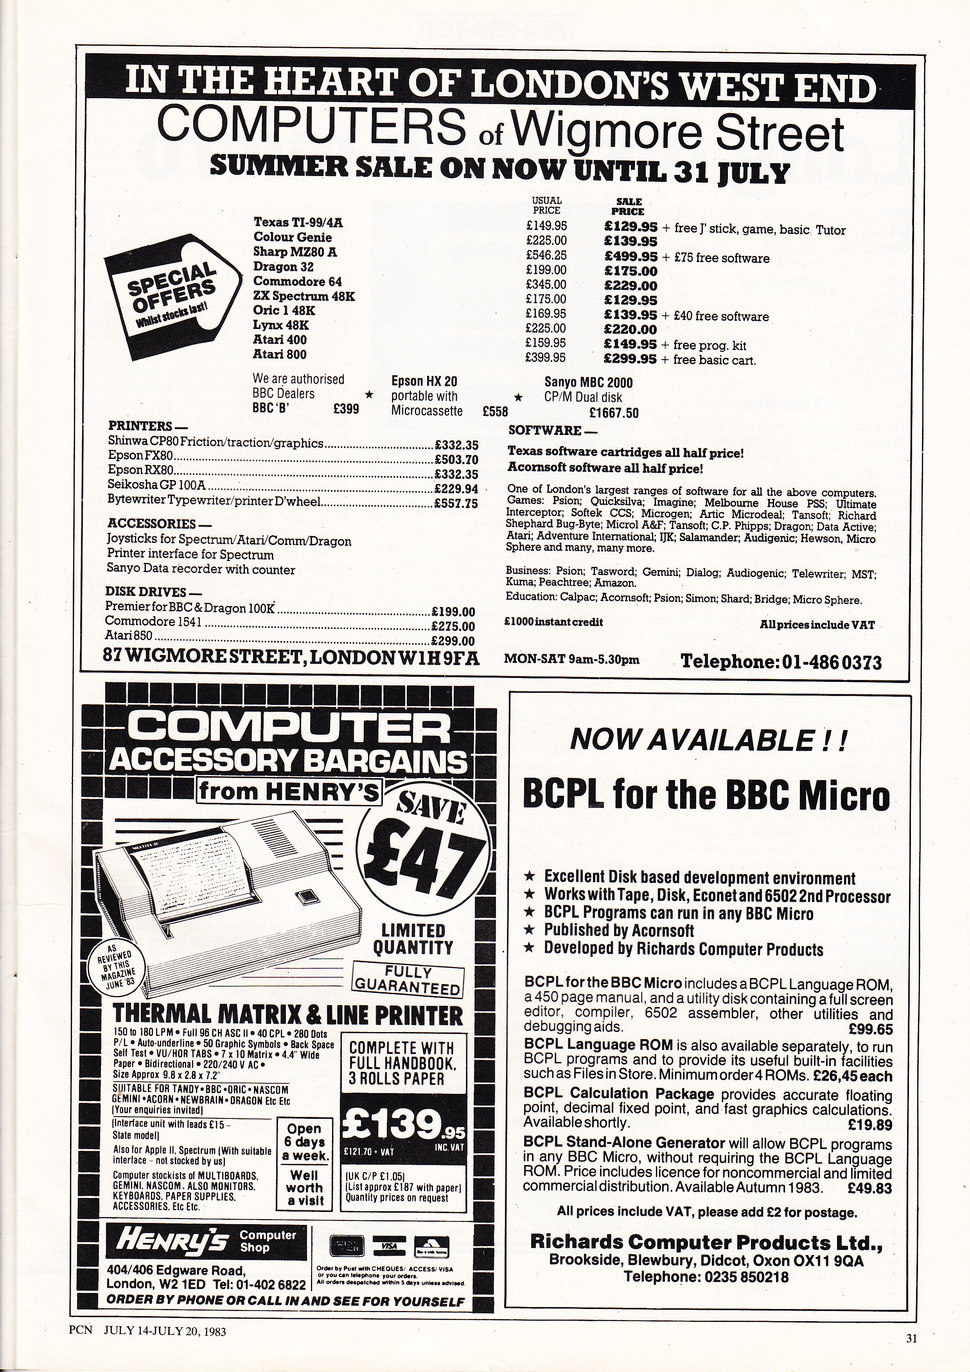 IN THE HEART OF LONDON'S WEST END
COMPUTERS of Wigmore Street
SUMMER SALE ON NOW UNTIL 31 JULY
SPECIAL
OFFERS
Whilst stocks last!
USUAL PRICE SALE PRICE
Texas TI-99/4A £149.95 £129.95 + free J'stick, game, basic Tutor
Colour Genie £225.00 £139.95
Sharp MZ80 A £546.25 £499.95 + £75 free software
Dragon 32 £199.00 £175.00
Commodore 64 £345.00 £229.00
ZX Spectrum 48K £175.00 £129.95
Oric 1 48K £169.95 £139.95 + £40 free software
Lynx 48K £225.00 £220.00
Atari 400 £159.95 £149.95 + free prog. kit
Atari 800 £399.95 £299.95 + free basic cart.
We are authorised
BBC Dealers
BBC 'B' £399
★
Epson HX 20
portable with
Microcassette £558
★
Sanyo MBC 2000
CP/M Dual disk
£1667.50
PRINTERS —
Shinwa CP80 Friction/traction/graphics............................£332.35
Epson FX80............................£503.70
Epson RX80............................£332.35
Seikosha GP 100A............................£229.94
Bytewriter Typewriter/printer D'wheel............................£557.75
ACCESSORIES —
Joysticks for Spectrum/Atari/Comm/Dragon
Printer interface for Spectrum
Sanyo Data recorder with counter
DISK DRIVES —
Premier for BBC & Dragon 100K............................£199.00
Commodore 1541............................£275.00
Atari 850............................£299.00
SOFTWARE —
Texas software cartridges all half price!
Acornsoft software all half price!
One of London's largest ranges of software for all the above computers.
Games: Psion; Quicksilva; Imagine; Melbourne House PSS; Ultimate
Interceptor; Softek CCS; Microgen; Artic Microdeal; Tansoft; Richard
Shephard Bug-Byte; Microl A&F; Tansoft; C.P. Phipps; Dragon; Data Active;
Atari; Adventure International; IJK; Salamander; Audigenic; Hewson, Micro
Sphere and many, many more.
Business: Psion; Tasword; Gemini; Dialog; Audiogenic; Telewriter; MST;
Kuma; Peachtree; Amazon.
Education: Calpac; Acornsoft; Psion; Simon; Shard; Bridge; Micro Sphere.
£1000 instant credit All prices include VAT
87 WIGMORE STREET, LONDON W1H 9FA MON-SAT 9am-5.30pm Telephone: 01-486 0373
COMPUTER
ACCESSORY BARGAINS
from HENRY'S
SAVE
£47
LIMITED
QUANTITY
FULLY
GUARANTEED
AS
REVIEWED
BY THIS
MAGAZINE
JUNE '83
THERMAL MATRIX & LINE PRINTER
150 to 180 LPM • Full 96 CH ASC II • 40 CPL • 280 Dots
P/L • Auto-underline • 50 Graphic Symbols • Back Space
Self Test • VU/HOR TABS • 7 x 10 Matrix • 4.4" Wide
Paper • Bidirectional • 220/240 V AC •
Size Approx 9.8 x 2.8 x 7.2"
SUITABLE FOR TANDY•BBC•ORIC•NASCOM
GEMINI•ACORN•NEWBRAIN•DRAGON Etc Etc
(Your enquiries invited)
(Interface unit with leads £15 -
State model)
Also for Apple II, Spectrum (With suitable
interface - not stocked by us)
Computer stockists of MULTIBOARDS,
GEMINI, NASCOM. ALSO MONITORS,
KEYBOARDS, PAPER SUPPLIES,
ACCESSORIES, Etc Etc.
Open
6 days
a week.
Well
worth
a visit
COMPLETE WITH
FULL HANDBOOK,
3 ROLLS PAPER
£139.95
£121.70 + VAT INC. VAT
(UK C/P £1.05)
(List approx £187 with paper)
Quantity prices on request
HENRY'S Computer
Shop
404/406 Edgware Road,
London, W2 1ED Tel: 01-402 6822
VISA
Order by Post with CHEQUES/ ACCESS/ VISA
or you can telephone your orders.
All orders despatched within 5 days unless advised.
ORDER BY PHONE OR CALL IN AND SEE FOR YOURSELF
NOW AVAILABLE!!
BCPL for the BBC Micro
★ Excellent Disk based development environment
★ Works with Tape, Disk, Econet and 6502 2nd Processor
★ BCPL Programs can run in any BBC Micro
★ Published by Acornsoft
★ Developed by Richards Computer Products
BCPL for the BBC Micro includes a BCPL Language ROM,
a 450 page manual, and a utility disk containing a full screen
editor, compiler, 6502 assembler, other utilities and
debugging aids. £99.65
BCPL Language ROM is also available separately, to run
BCPL programs and to provide its useful built-in facilities
such as Files in Store. Minimum order 4 ROMs. £26,45 each
BCPL Calculation Package provides accurate floating
point, decimal fixed point, and fast graphics calculations.
Available shortly. £19.89
BCPL Stand-Alone Generator will allow BCPL programs
in any BBC Micro, without requiring the BCPL Language
ROM. Price includes licence for noncommercial and limited
commercial distribution. Available Autumn 1983. £49.83
All prices include VAT, please add £2 for postage.
Richards Computer Products Ltd.,
Brookside, Blewbury, Didcot, Oxon OX11 9QA
Telephone: 0235 850218
PCN JULY 14-JULY 20, 1983 31